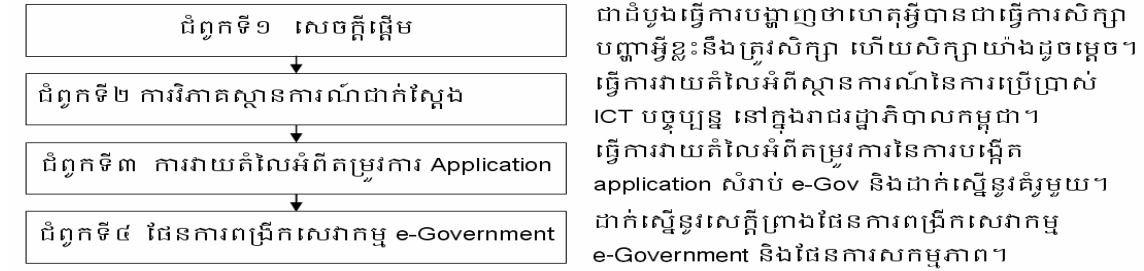 ជំពូកទី១ សេចក្តីផ្តើម
ជាដំបូងធ្វើការបង្ហាញថាហេតុអ្វីបានជាធ្វើការសិក្សា
បញ្ហាអ្វីខ្លះនឹងត្រូវសិក្សា ហើយសិក្សាយ៉ាងដូចម្តេច។
ជំពូកទី២ ការវិភាគស្ថានការណ៍ជាក់ស្តែង
ធ្វើការវាយតំលៃអំពីស្ថានការណ៍នៃការប្រើប្រាស់
ICT បច្ចុប្បន្ន នៅក្នុងរាជរដ្ឋាភិបាលកម្ពុជា។
ជំពូកទី៣ ការវាយតំលៃអំពីតម្រូវការ Application
ធ្វើការវាយតំលៃអំពីតម្រូវការនៃការបង្កើត
application សំរាប់ e-Gov និងដាក់ស្នើនូវគំរូមួយ។
ជំពូកទី៤ ផែនការពង្រីកសេវាកម្ម e-Government
ដាក់ស្នើនូវសេក្តីព្រាងផែនការពង្រីកសេវាកម្ម
e-Government និងផែនការសកម្មភាព។